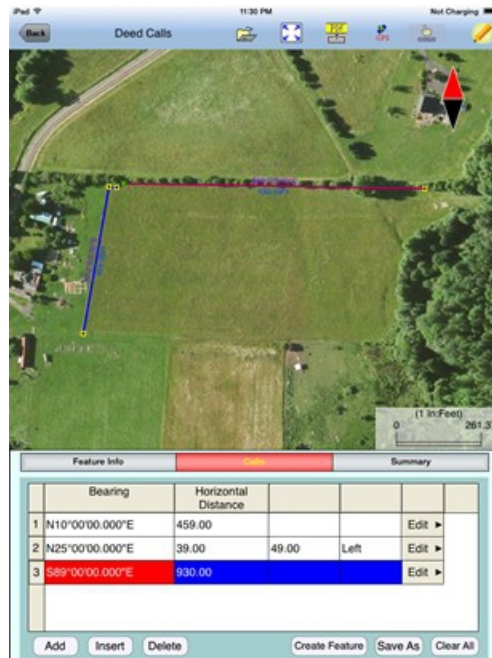 iPad 11:30 PM Not Charging
Back Deed Calls PDF GPS COGO
(1 In:Feet)
0 261.3
Feature Info Calls Summary
Bearing Horizontal Distance
1 N10°00'00.000"E 459.00 Edit
2 N25°00'00.000"E 39.00 49.00 Left Edit
3 S89°00'00.000"E 930.00 Edit
Add Insert Delete Create Feature Save As Clear All